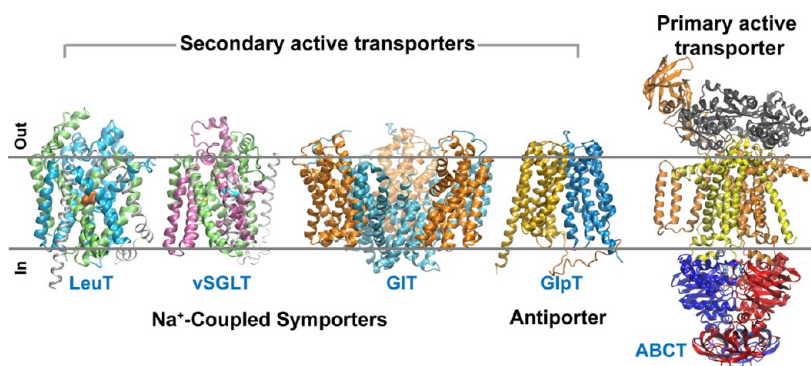 Secondary active transporters
Primary active
transporter
Out
In
LeuT
vSGLT
GlT
GlpT
ABCT
Na⁺-Coupled Symporters
Antiporter